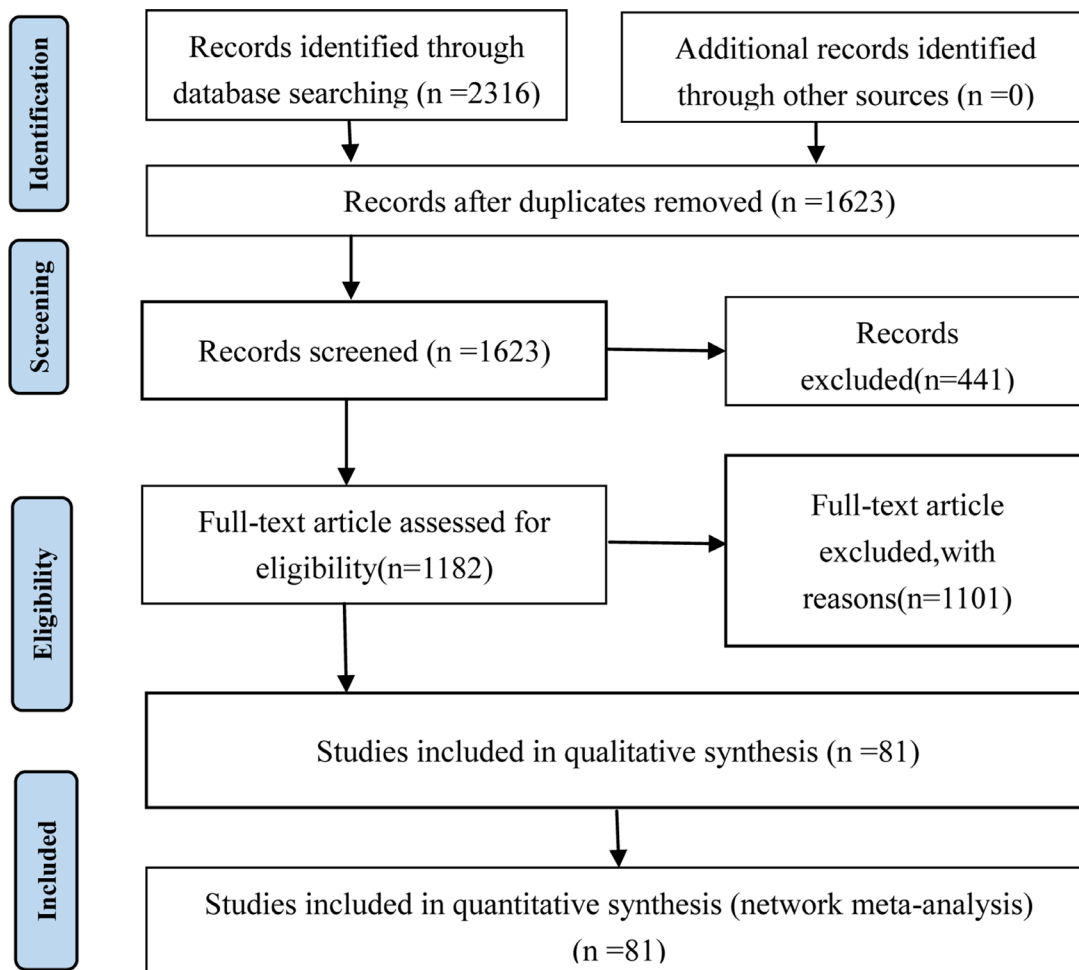 Identification
Records identified through
database searching (n =2316)
Additional records identified
through other sources (n =0)
Records after duplicates removed (n =1623)
Screening
Records screened (n =1623)
Records
excluded(n=441)
Eligibility
Full-text article assessed for
eligibility(n=1182)
Full-text article
excluded,with
reasons(n=1101)
Studies included in qualitative synthesis (n =81)
Included
Studies included in quantitative synthesis (network meta-analysis)
(n =81)